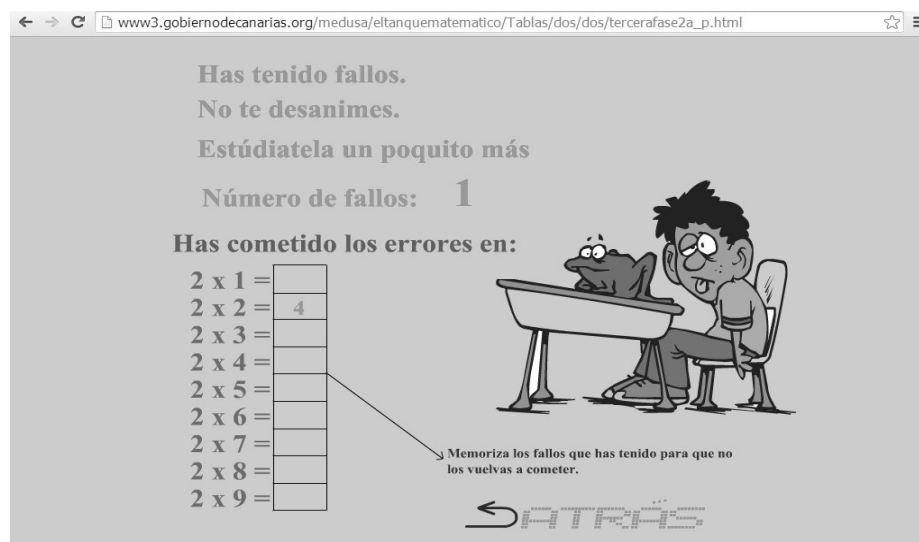 www3.gobiernodecanarias.org/medusa/eltanquematematico/Tablas/dos/dos/tercerafase2a_p.html
Has tenido fallos.
No te desanimes.
Estúdiatela un poquito más
Número de fallos: 1
Has cometido los errores en:
2 x 1 =
2 x 2 = 4
2 x 3 =
2 x 4 =
2 x 5 =
2 x 6 =
2 x 7 =
2 x 8 =
2 x 9 =
Memoriza los fallos que has tenido para que no
los vuelvas a cometer.
ATRÁS